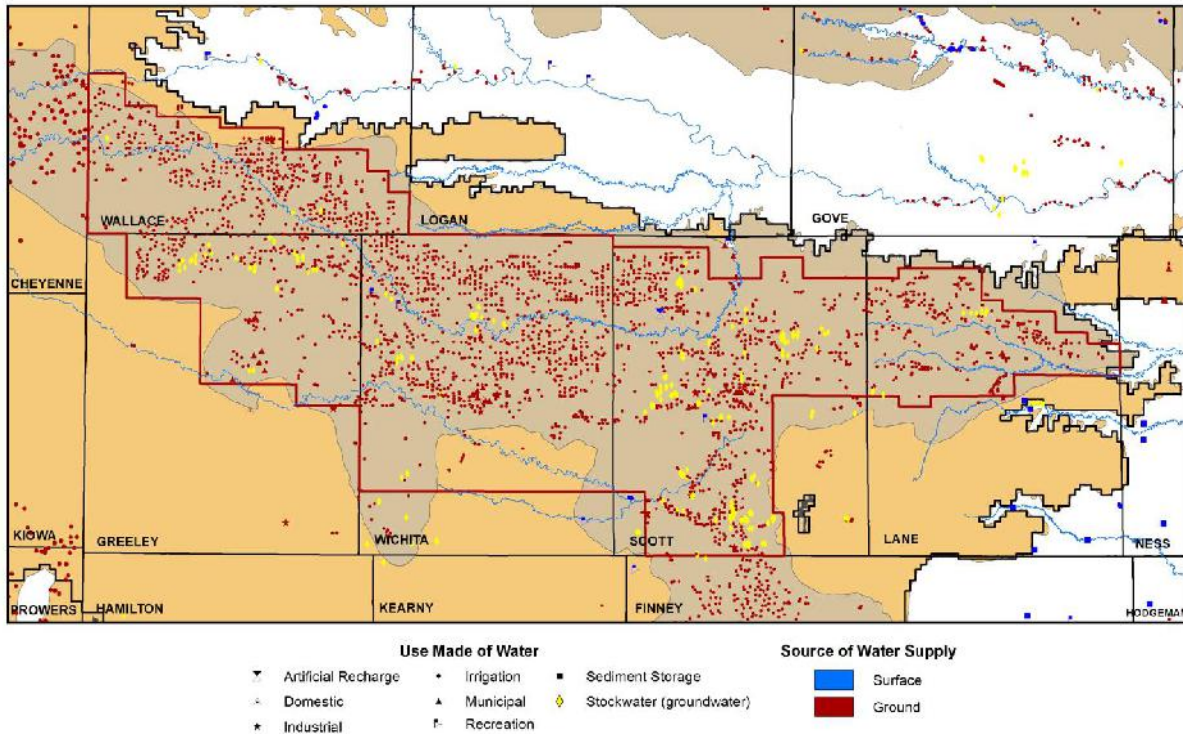 WALLACE
LOGAN
GOVE
CHEYENNE
KIOWA
GREELEY
WICHITA
SCOTT
LANE
NESS
PROWERS
HAMILTON
KEARNY
FINNEY
HODGEMAN
Use Made of Water
Source of Water Supply
Artificial Recharge
Irrigation
Sediment Storage
Surface
Domestic
Municipal
Stockwater (groundwater)
Ground
Industrial
Recreation